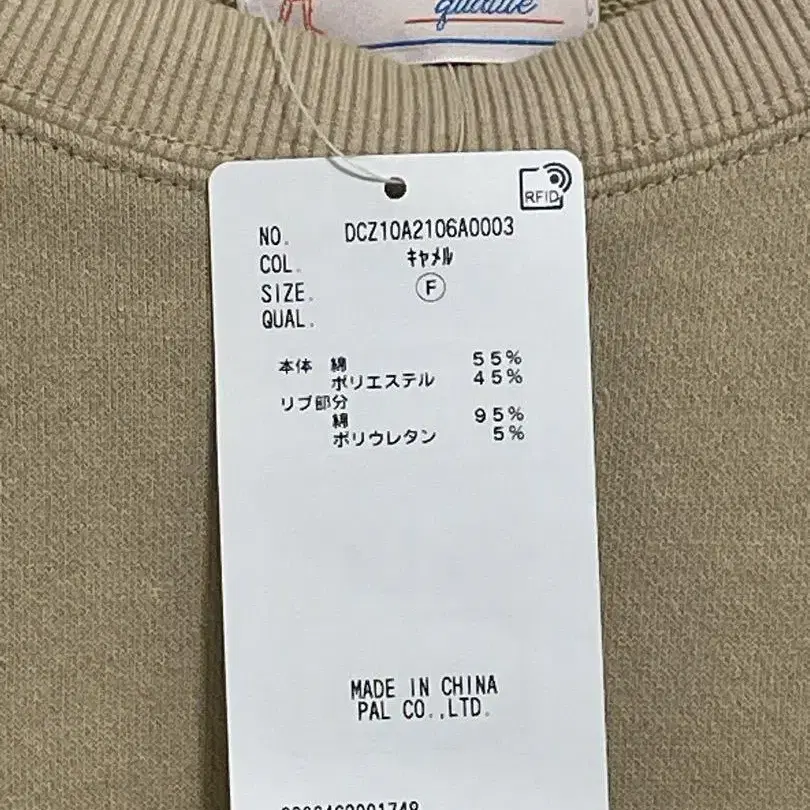 qualité
RFID
NO. DCZ10A2106A0003
COL. キャメル
SIZE. F
QUAL.
本体 綿 55%
ポリエステル 45%
リブ部分
綿 95%
ポリウレタン 5%
MADE IN CHINA
PAL CO.,LTD.